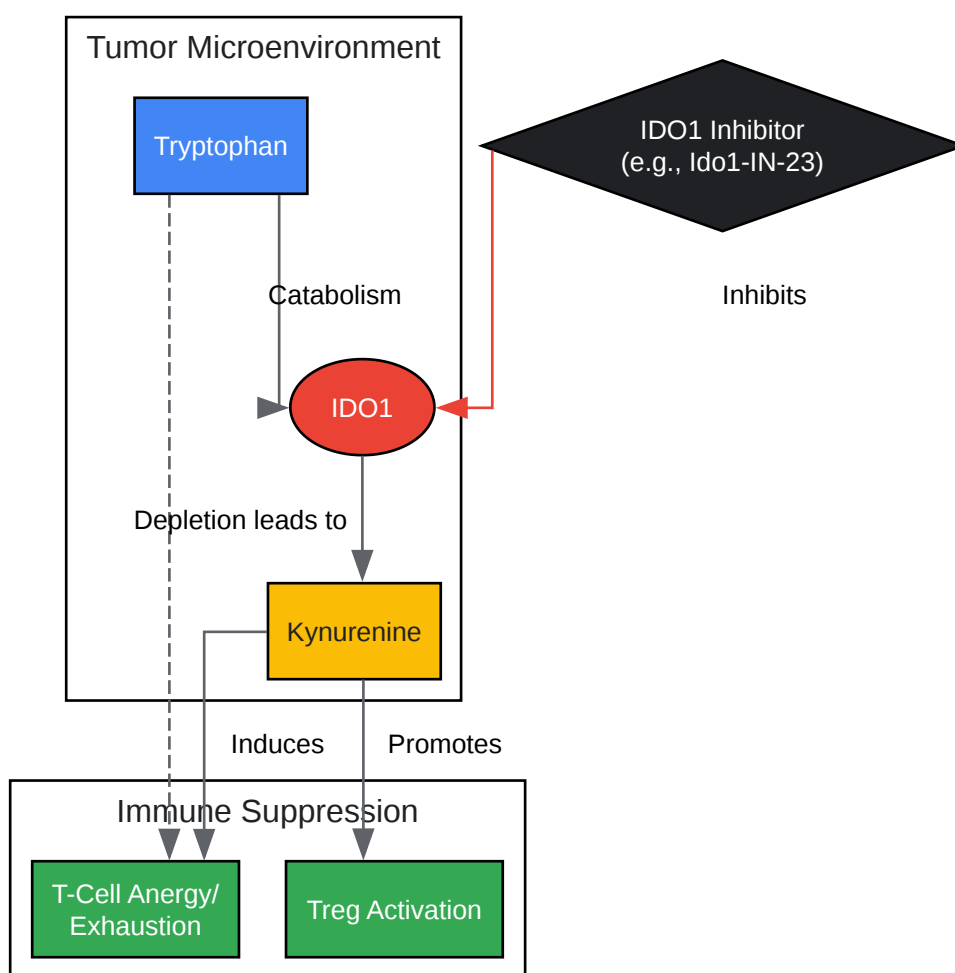 Tumor Microenvironment
Tryptophan
IDO1 Inhibitor
(e.g., Ido1-IN-23)
Catabolism
Inhibits
IDO1
Depletion leads to
Kynurenine
Induces
Promotes
Immune Suppression
T-Cell Anergy/
Exhaustion
Treg Activation